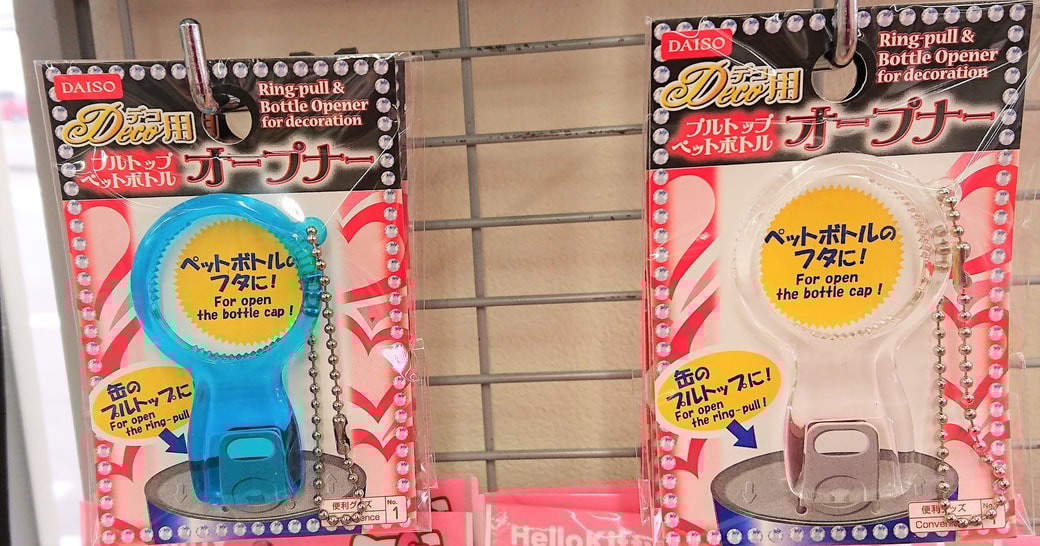 DAISO
Ring-pull &
Bottle Opener
for decoration
デコ
Deco用
プルトップ
ペットボトル
オープナー
ペットボトルの
フタに!
For open
the bottle cap !
缶の
プルトップに!
For open
the ring-pull
便利グッズ
No.
1
DAISO
Ring-pull &
Bottle Opener
for decoration
デコ
Deco用
プルトップ
ペットボトル
オープナー
ペットボトルの
フタに!
For open
the bottle cap !
缶の
プルトップに!
For open
the ring-pull !
便利グッズ
No.
1
Hello